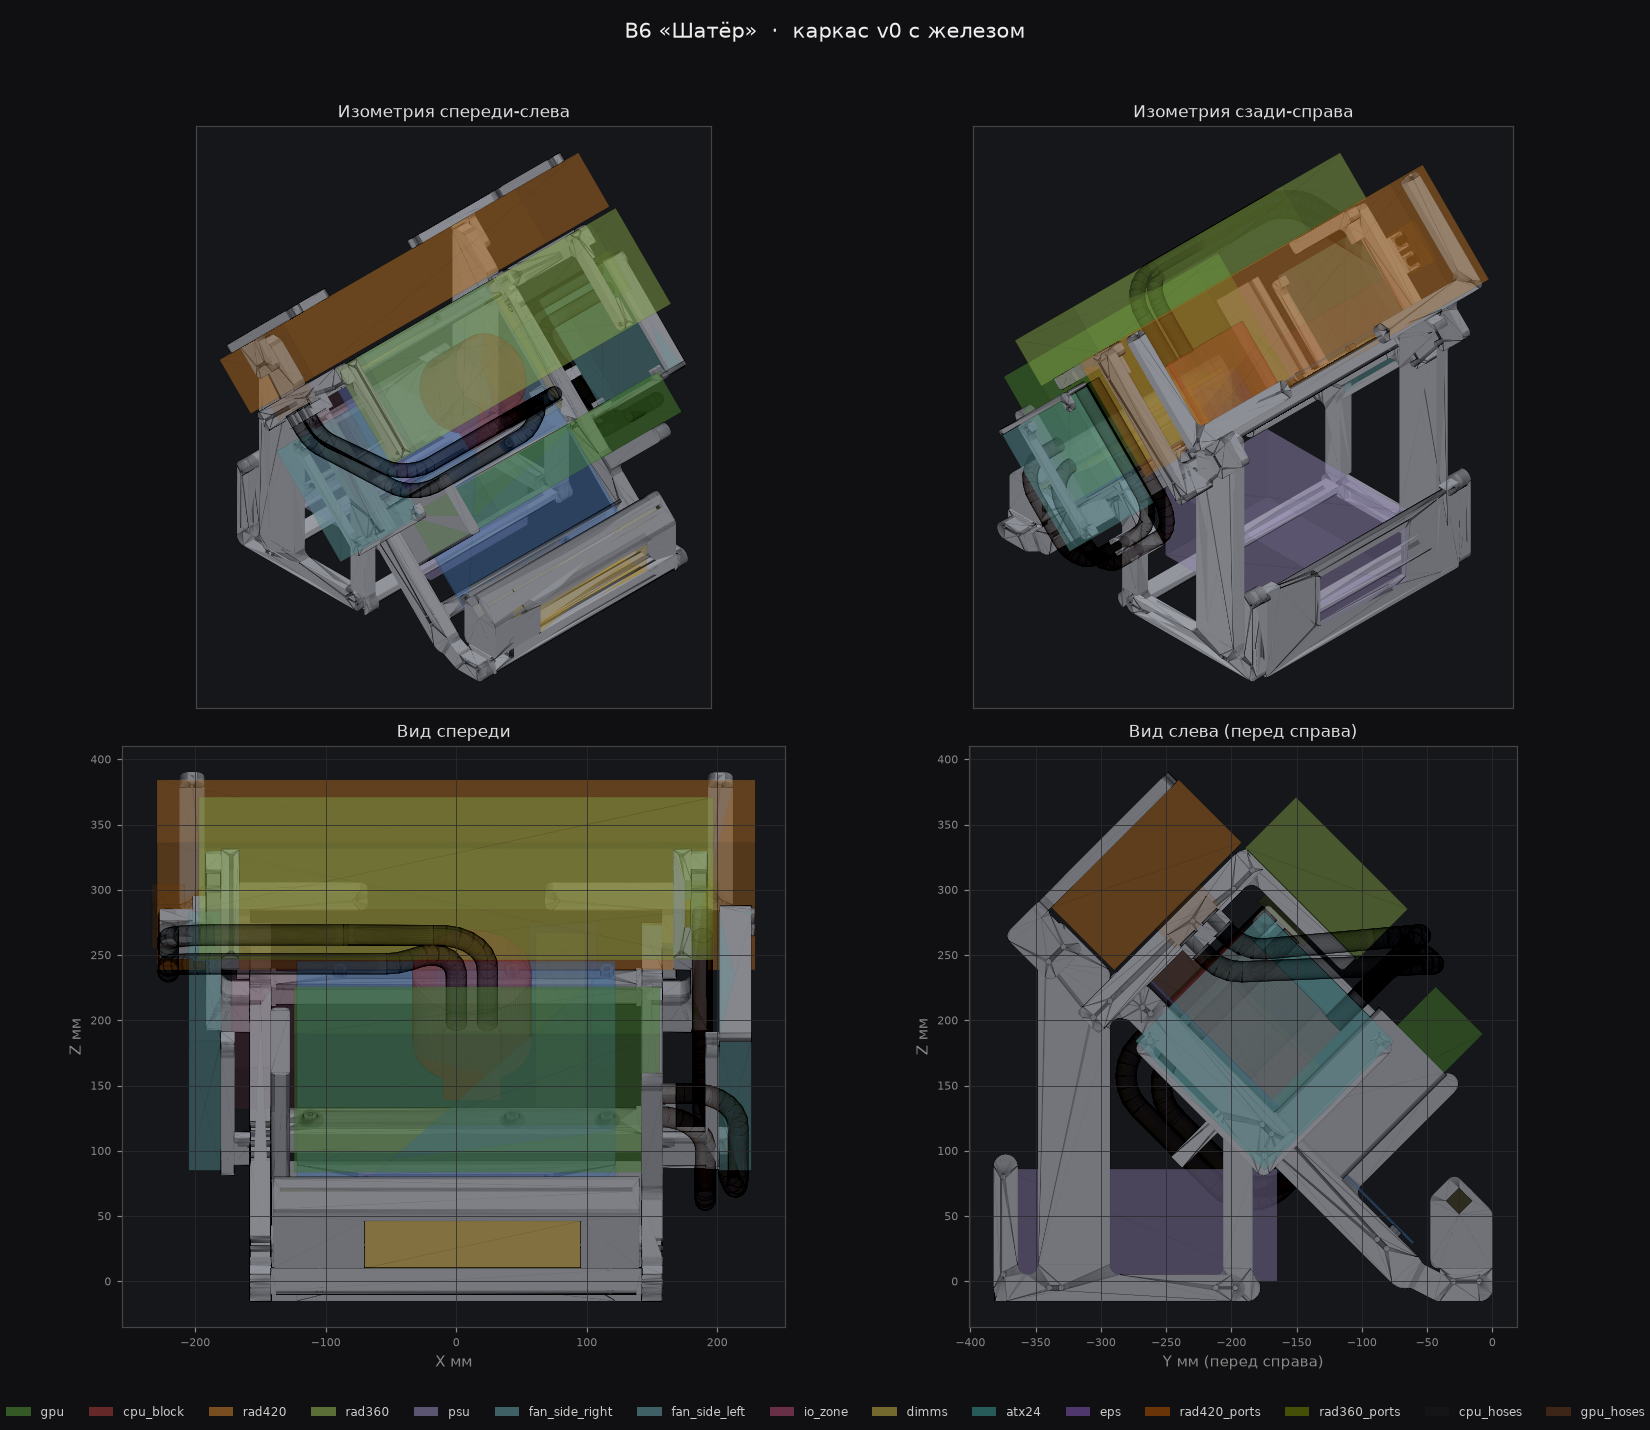 B6 «Шатёр» · каркас v0 с железом
Изометрия спереди-слева
Изометрия сзади-справа
Вид спереди
400
350
300
250
200
150
100
50
0
Z мм
−200
−100
0
100
200
X мм
Вид слева (перед справа)
400
350
300
250
200
150
100
50
0
Z мм
−400
−350
−300
−250
−200
−150
−100
−50
0
Y мм (перед справа)
gpu
cpu_block
rad420
rad360
psu
fan_side_right
fan_side_left
io_zone
dimms
atx24
eps
rad420_ports
rad360_ports
cpu_hoses
gpu_hoses